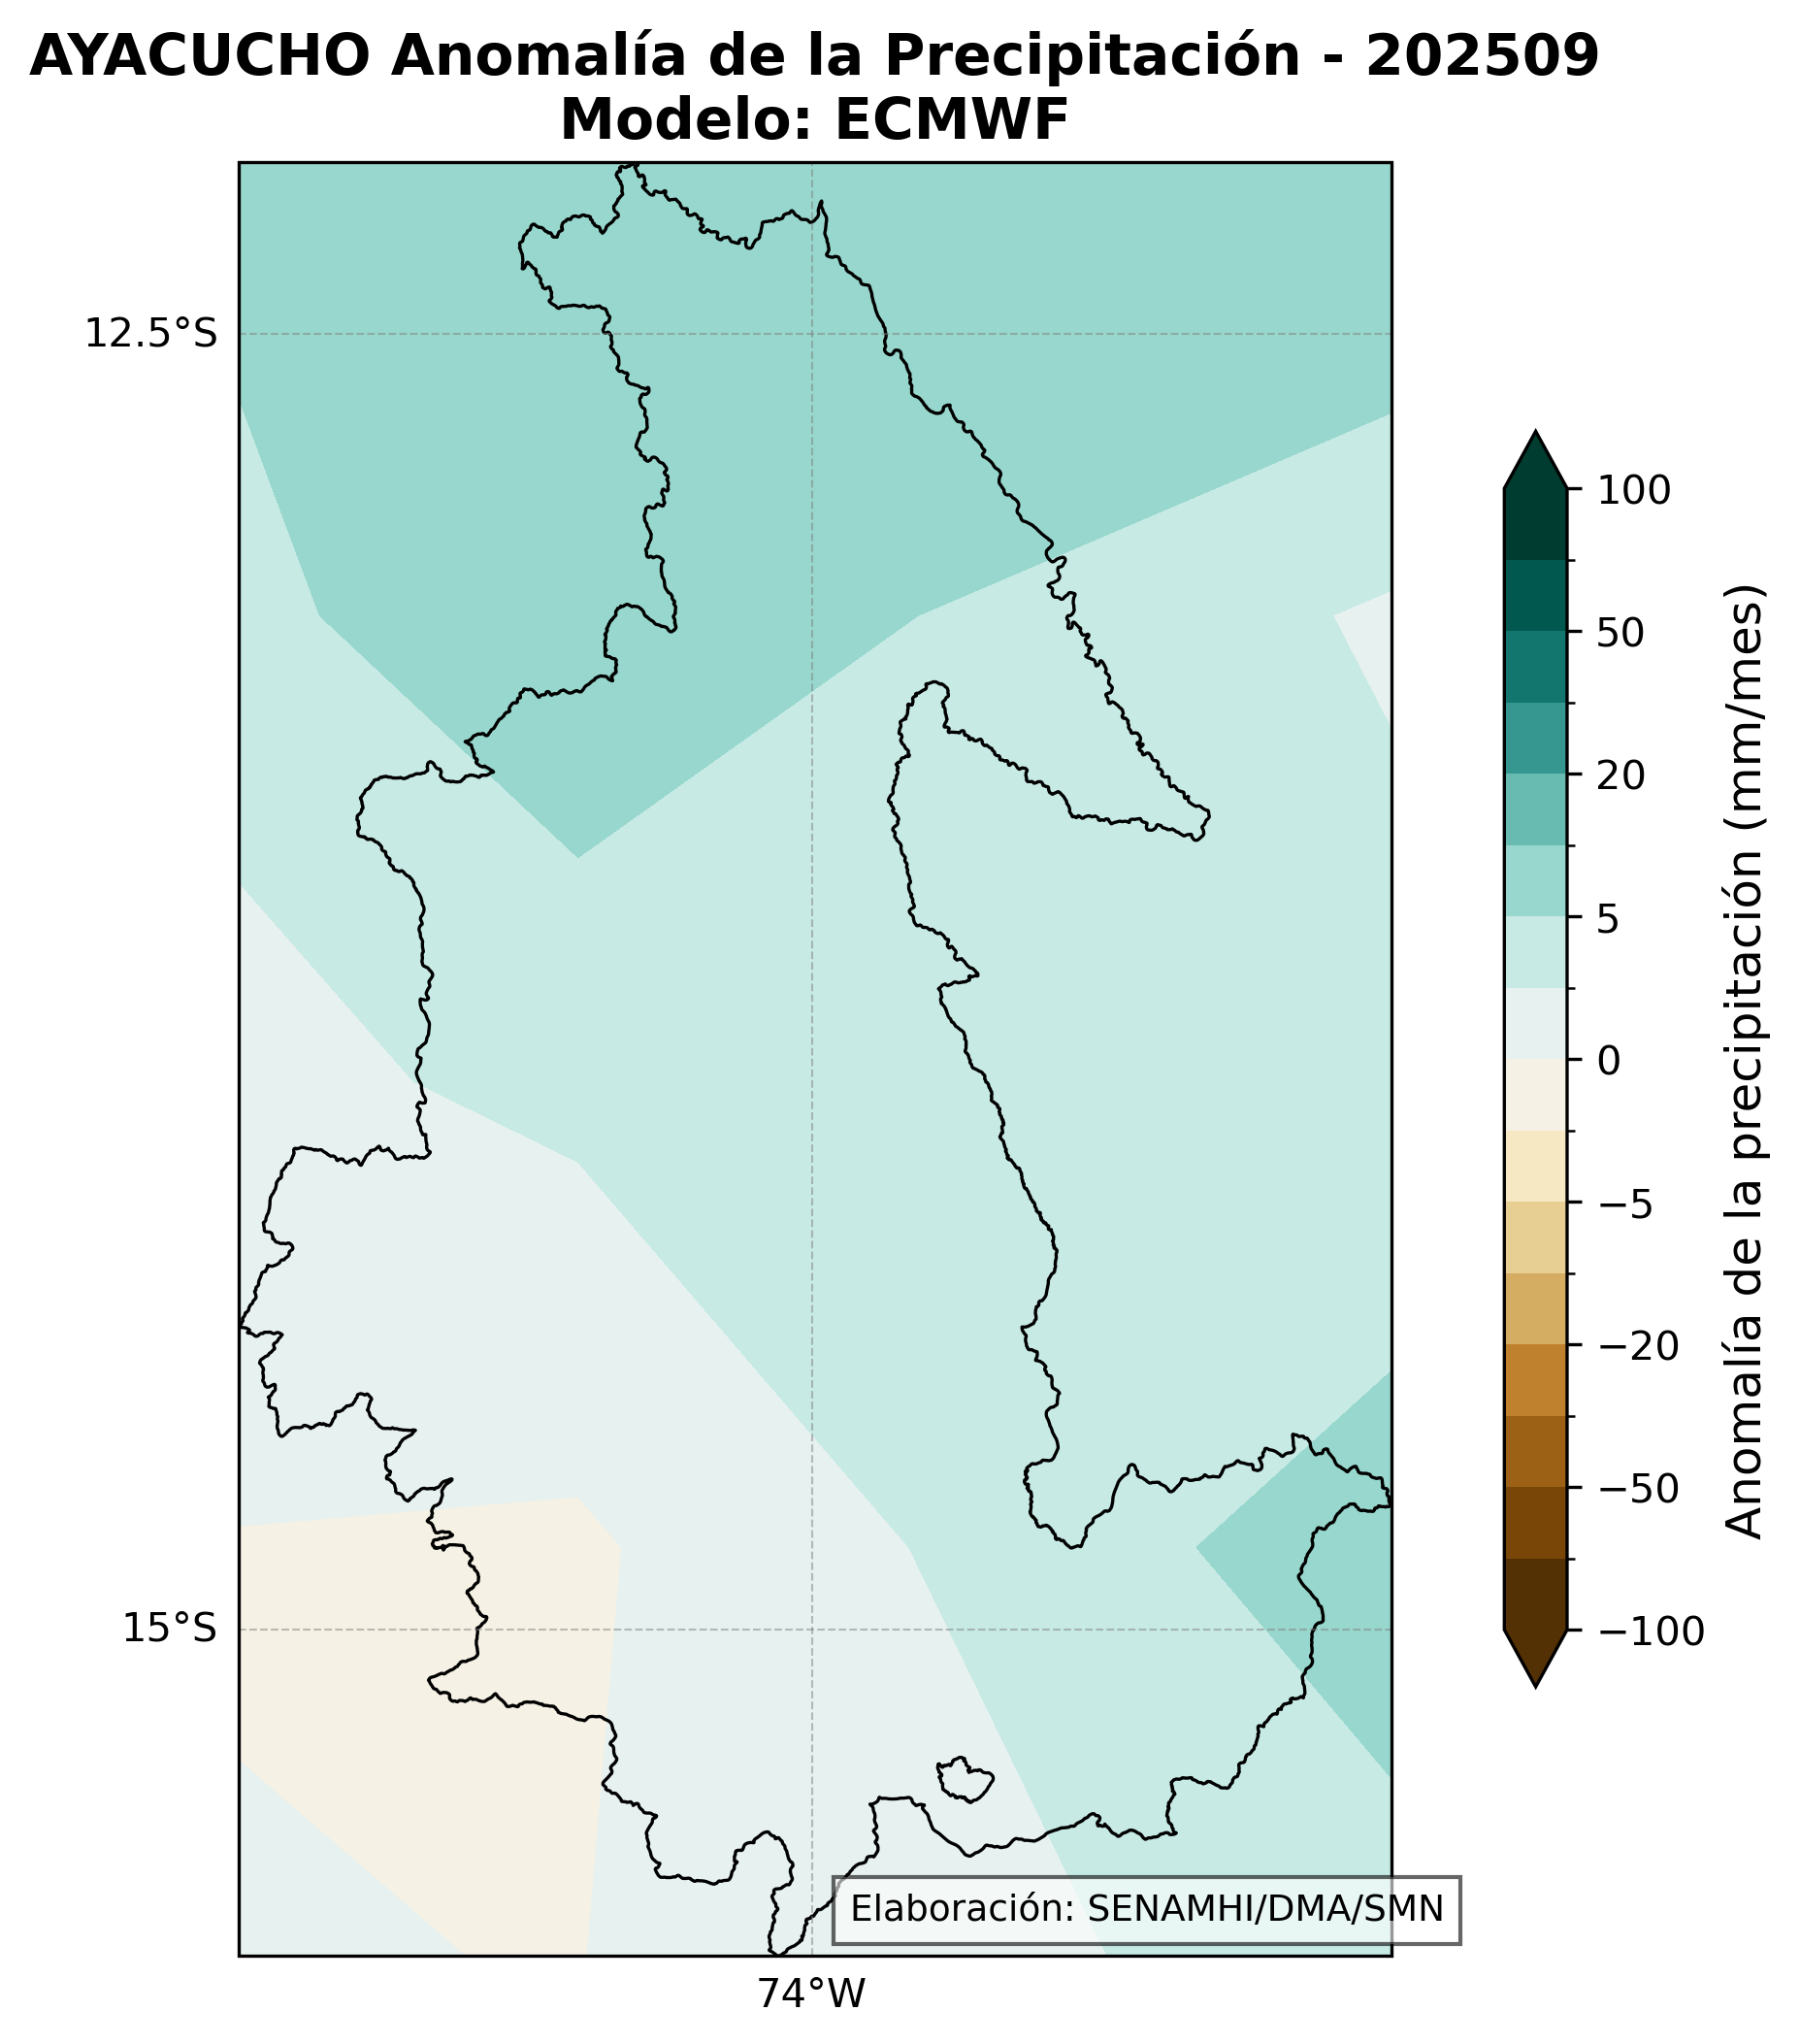 AYACUCHO Anomalía de la Precipitación - 202509
Modelo: ECMWF
12.5°S
15°S
74°W
100
50
20
5
0
−5
−20
−50
−100
Anomalía de la precipitación (mm/mes)
Elaboración: SENAMHI/DMA/SMN